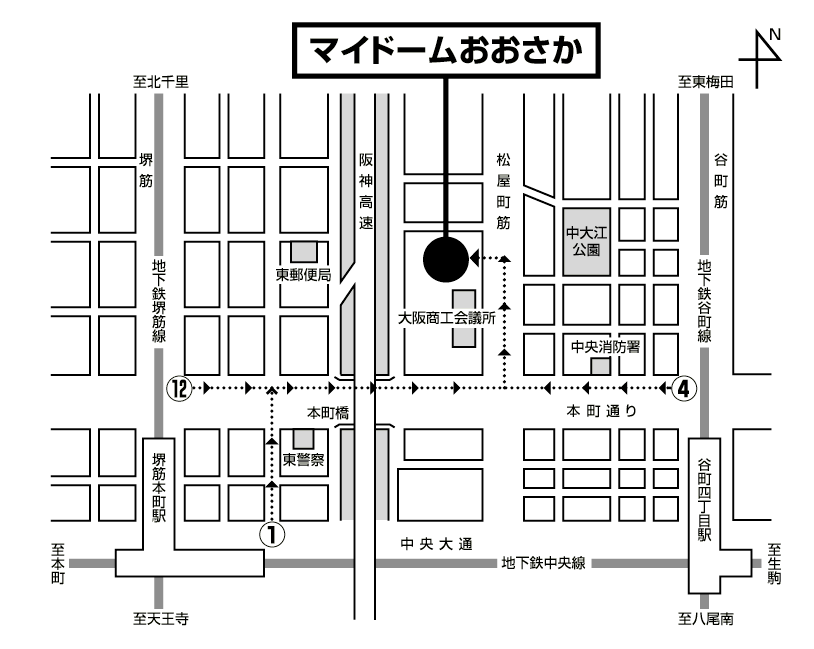 マイドームおおさか
N
至北千里
至東梅田
堺筋
阪神高速
松屋町筋
谷町筋
中大江
公園
東郵便局
地下鉄堺筋線
地下鉄谷町線
大阪商工会議所
中央消防署
12
4
本町橋
本町通り
東警察
堺筋本町駅
谷町四丁目駅
1
中央大通
至本町
地下鉄中央線
至生駒
至天王寺
至八尾南